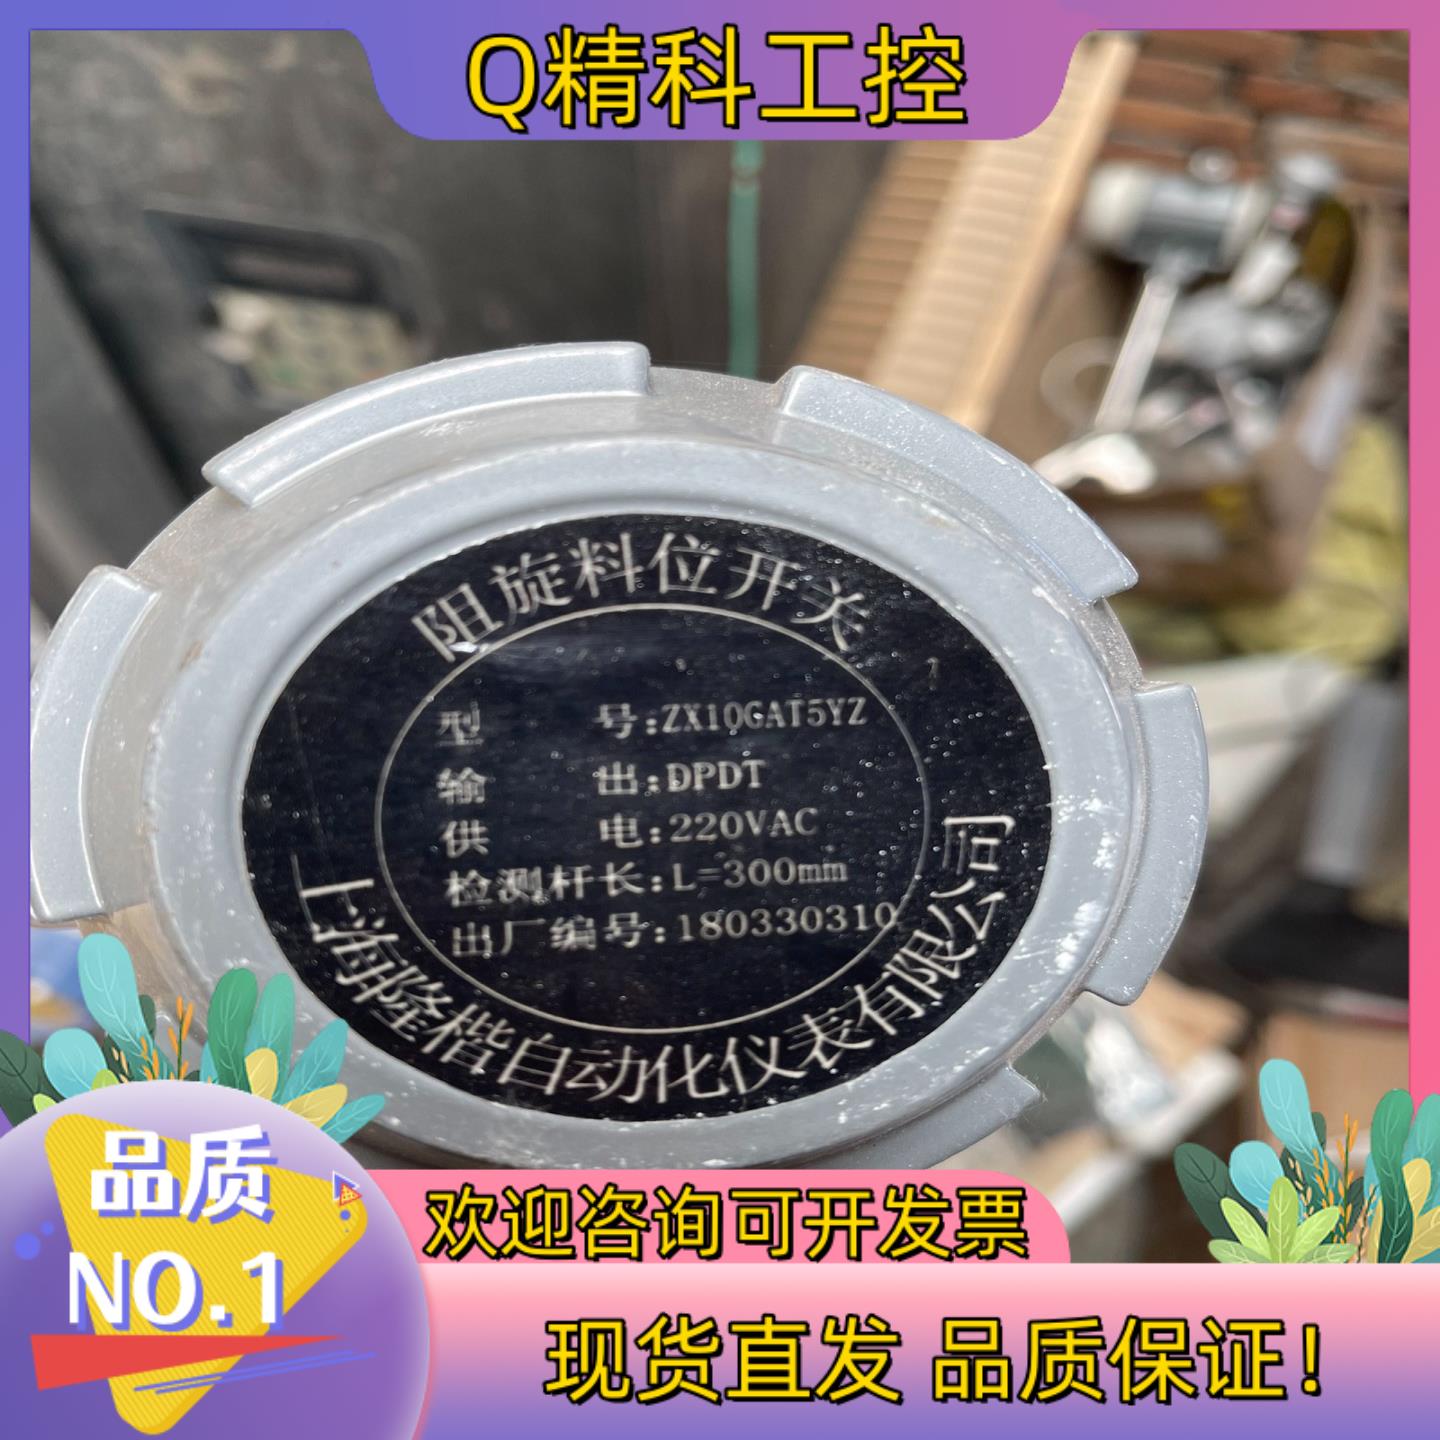 Q精科工控
阻旋料位开关
型号:ZX10GAT5YZ
输出:DPDT
供电:220VAC
检测杆长:L=300mm
出厂编号:180330310
上海隆楷自动化仪表有限公司
品质
NO.1
欢迎咨询可开发票
现货直发 品质保证!